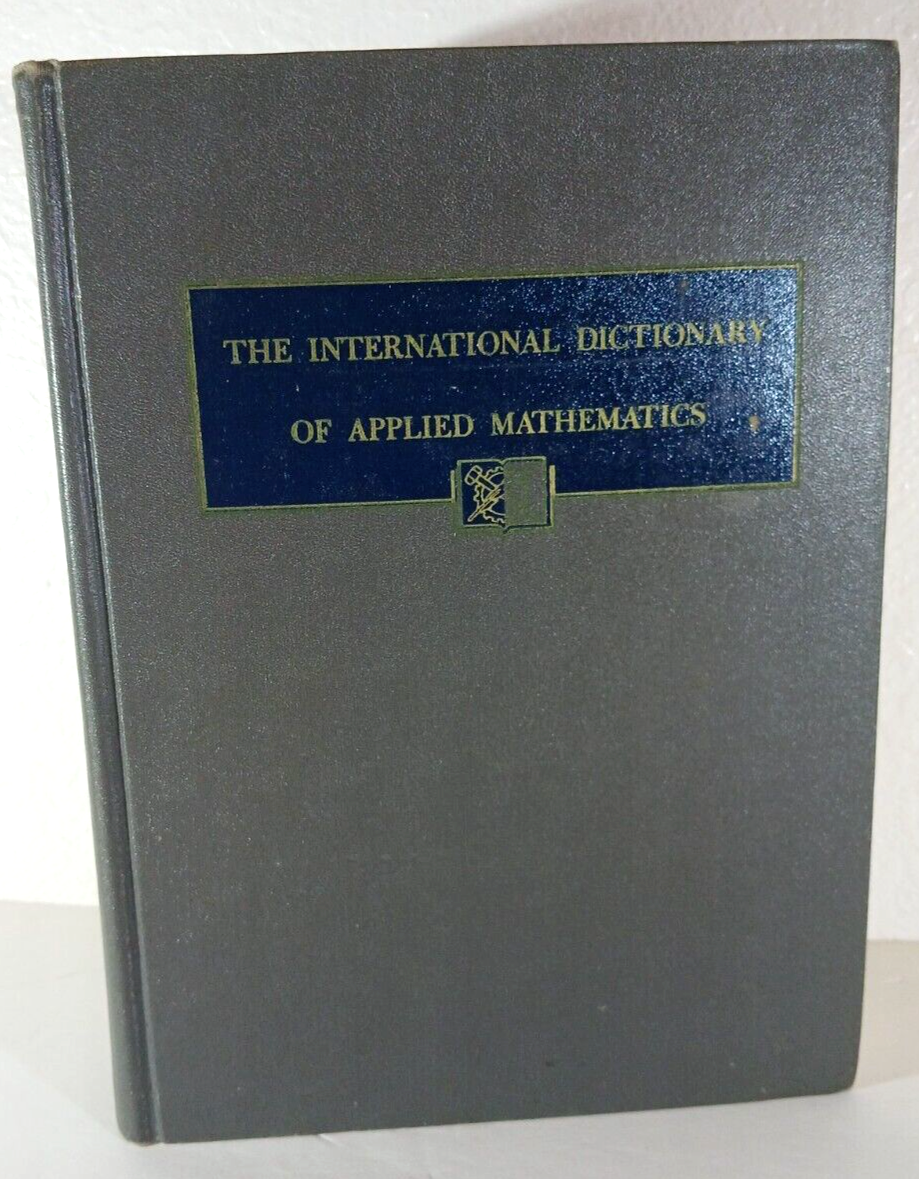 THE INTERNATIONAL DICTIONARY
OF APPLIED MATHEMATICS